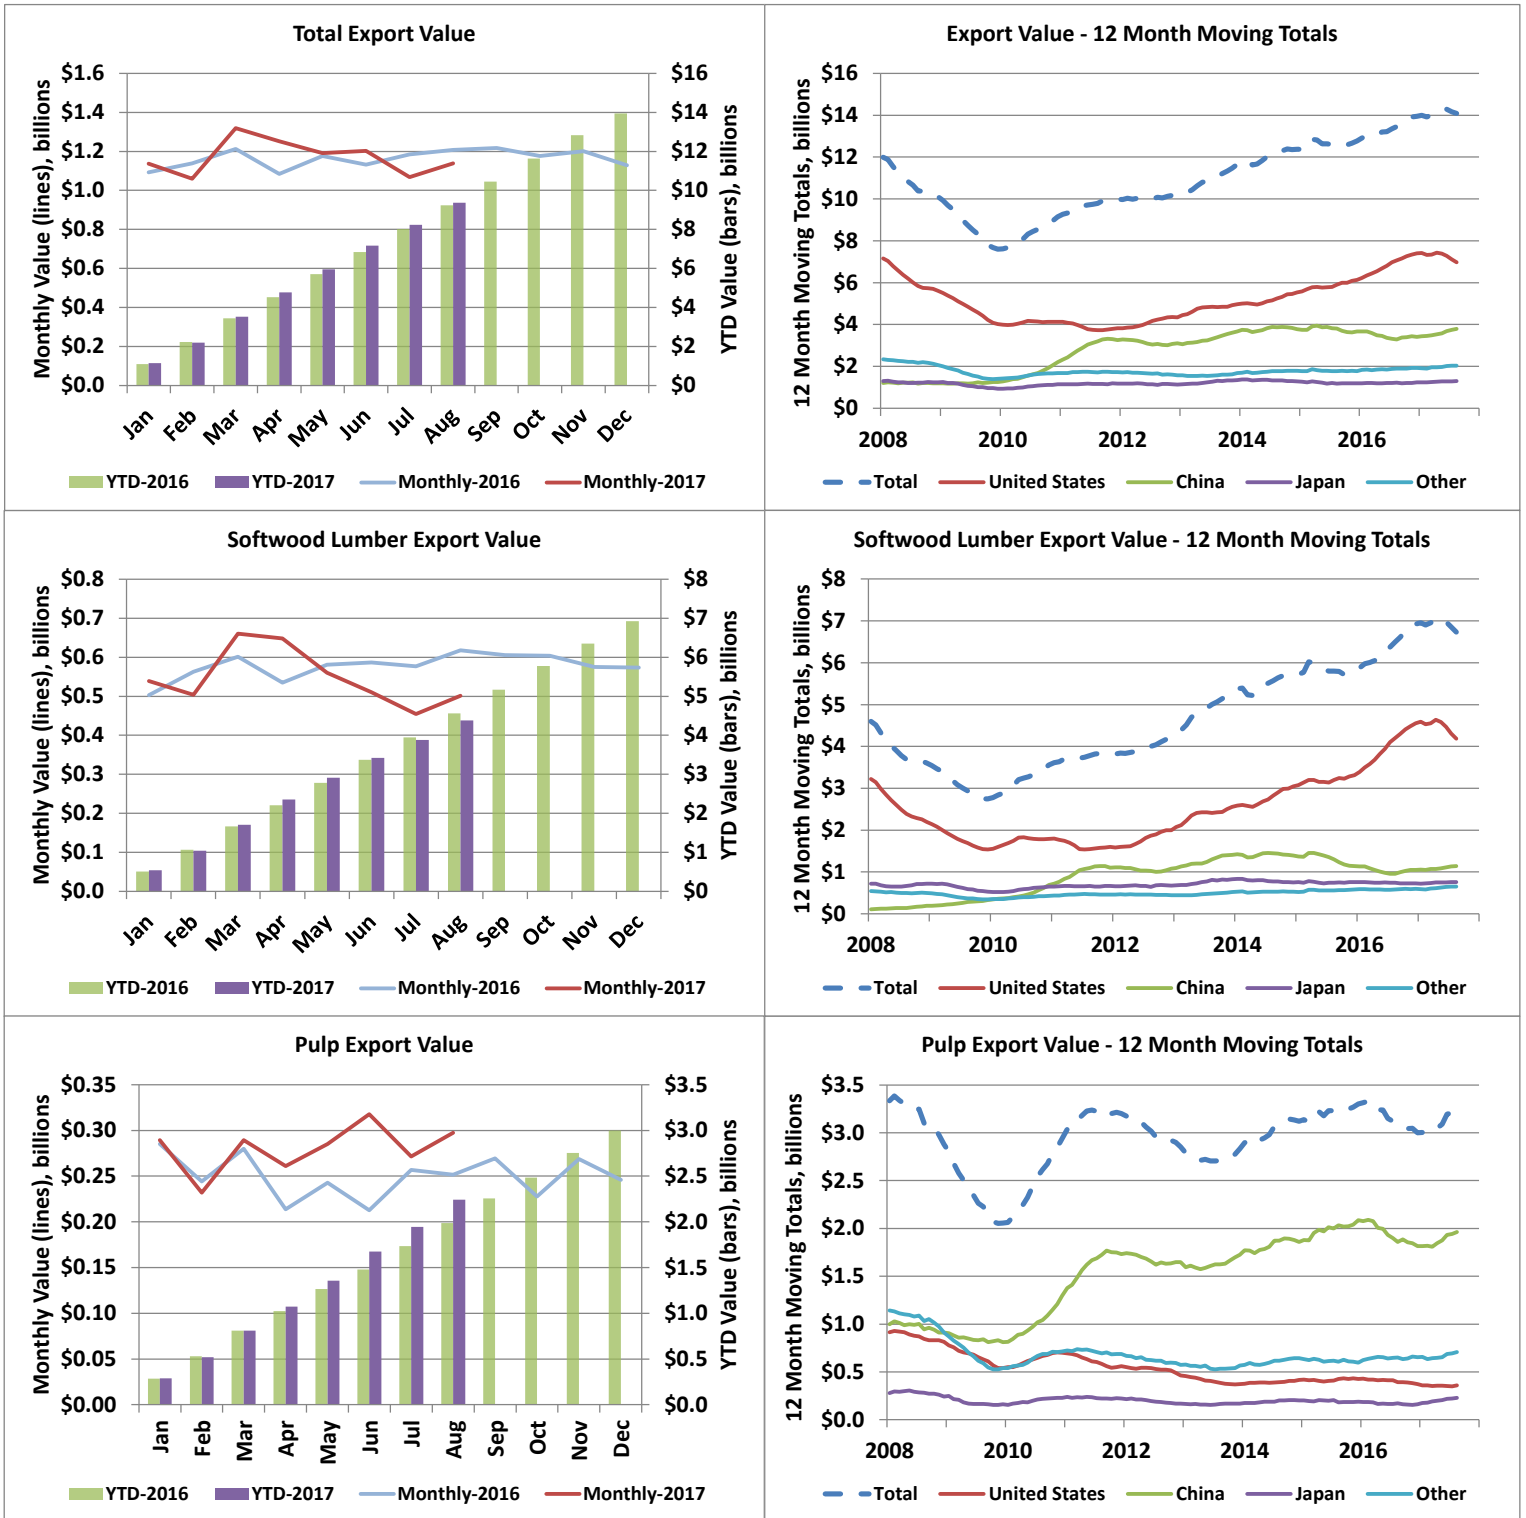 Total Export Value
Monthly Value (lines), billions
$1.6
$1.4
$1.2
$1.0
$0.8
$0.6
$0.4
$0.2
$0.0
$16
$14
$12
$10
$8
$6
$4
$2
$0
YTD Value (bars), billions
Jan Feb Mar Apr May Jun Jul Aug Sep Oct Nov Dec
YTD-2016 YTD-2017 Monthly-2016 Monthly-2017
Export Value - 12 Month Moving Totals
12 Month Moving Totals, billions
$16
$14
$12
$10
$8
$6
$4
$2
$0
2008 2010 2012 2014 2016
Total United States China Japan Other
Softwood Lumber Export Value
Monthly Value (lines), billions
$0.8
$0.7
$0.6
$0.5
$0.4
$0.3
$0.2
$0.1
$0.0
$8
$7
$6
$5
$4
$3
$2
$1
$0
YTD Value (bars), billions
Jan Feb Mar Apr May Jun Jul Aug Sep Oct Nov Dec
YTD-2016 YTD-2017 Monthly-2016 Monthly-2017
Softwood Lumber Export Value - 12 Month Moving Totals
12 Month Moving Totals, billions
$8
$7
$6
$5
$4
$3
$2
$1
$0
2008 2010 2012 2014 2016
Total United States China Japan Other
Pulp Export Value
Monthly Value (lines), billions
$0.35
$0.30
$0.25
$0.20
$0.15
$0.10
$0.05
$0.00
$3.5
$3.0
$2.5
$2.0
$1.5
$1.0
$0.5
$0.0
YTD Value (bars), billions
Jan Feb Mar Apr May Jun Jul Aug Sep Oct Nov Dec
YTD-2016 YTD-2017 Monthly-2016 Monthly-2017
Pulp Export Value - 12 Month Moving Totals
12 Month Moving Totals, billions
$3.5
$3.0
$2.5
$2.0
$1.5
$1.0
$0.5
$0.0
2008 2010 2012 2014 2016
Total United States China Japan Other